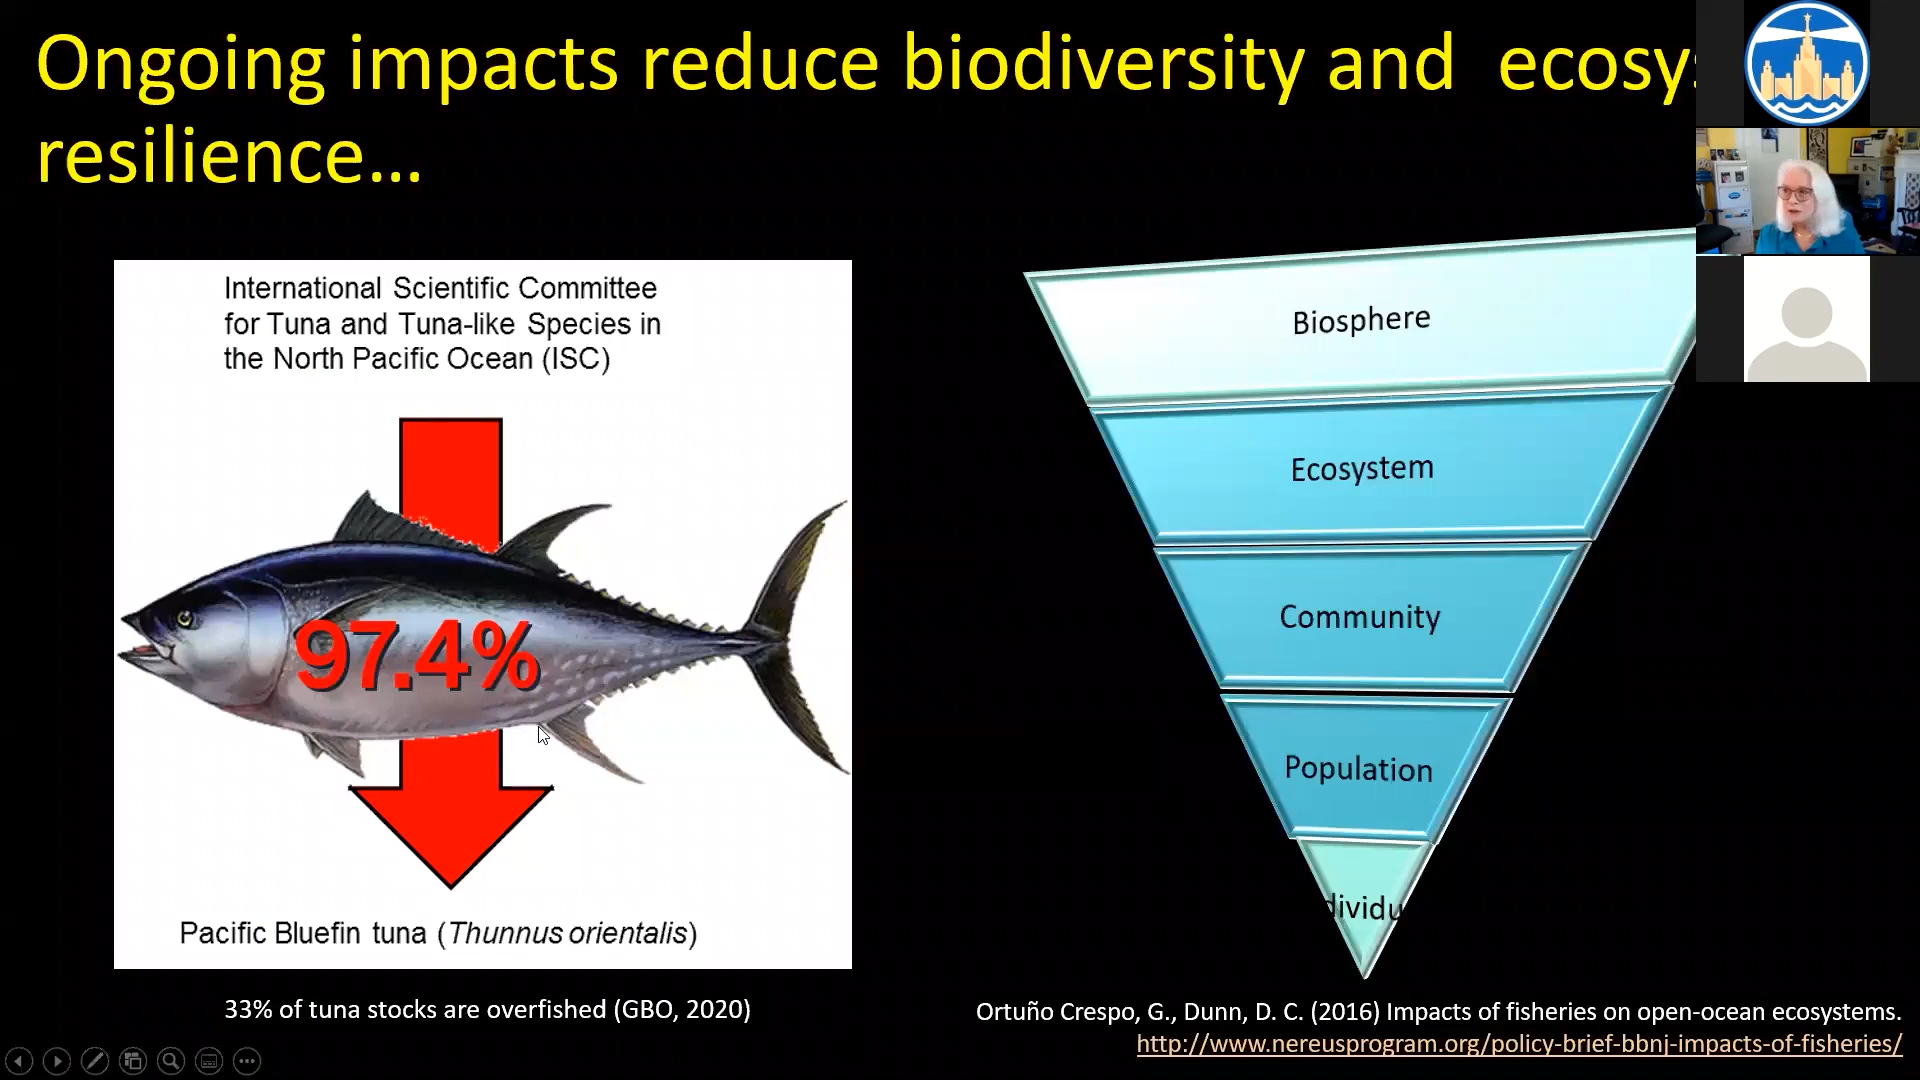 Ongoing impacts reduce biodiversity and ecosys
resilience...
International Scientific Committee
for Tuna and Tuna-like Species in
the North Pacific Ocean (ISC)
97.4%
Pacific Bluefin tuna (Thunnus orientalis)
33% of tuna stocks are overfished (GBO, 2020)
Biosphere
Ecosystem
Community
Population
dividu
Ortuño Crespo, G., Dunn, D. C. (2016) Impacts of fisheries on open-ocean ecosystems.
http://www.nereusprogram.org/policy-brief-bbnj-impacts-of-fisheries/